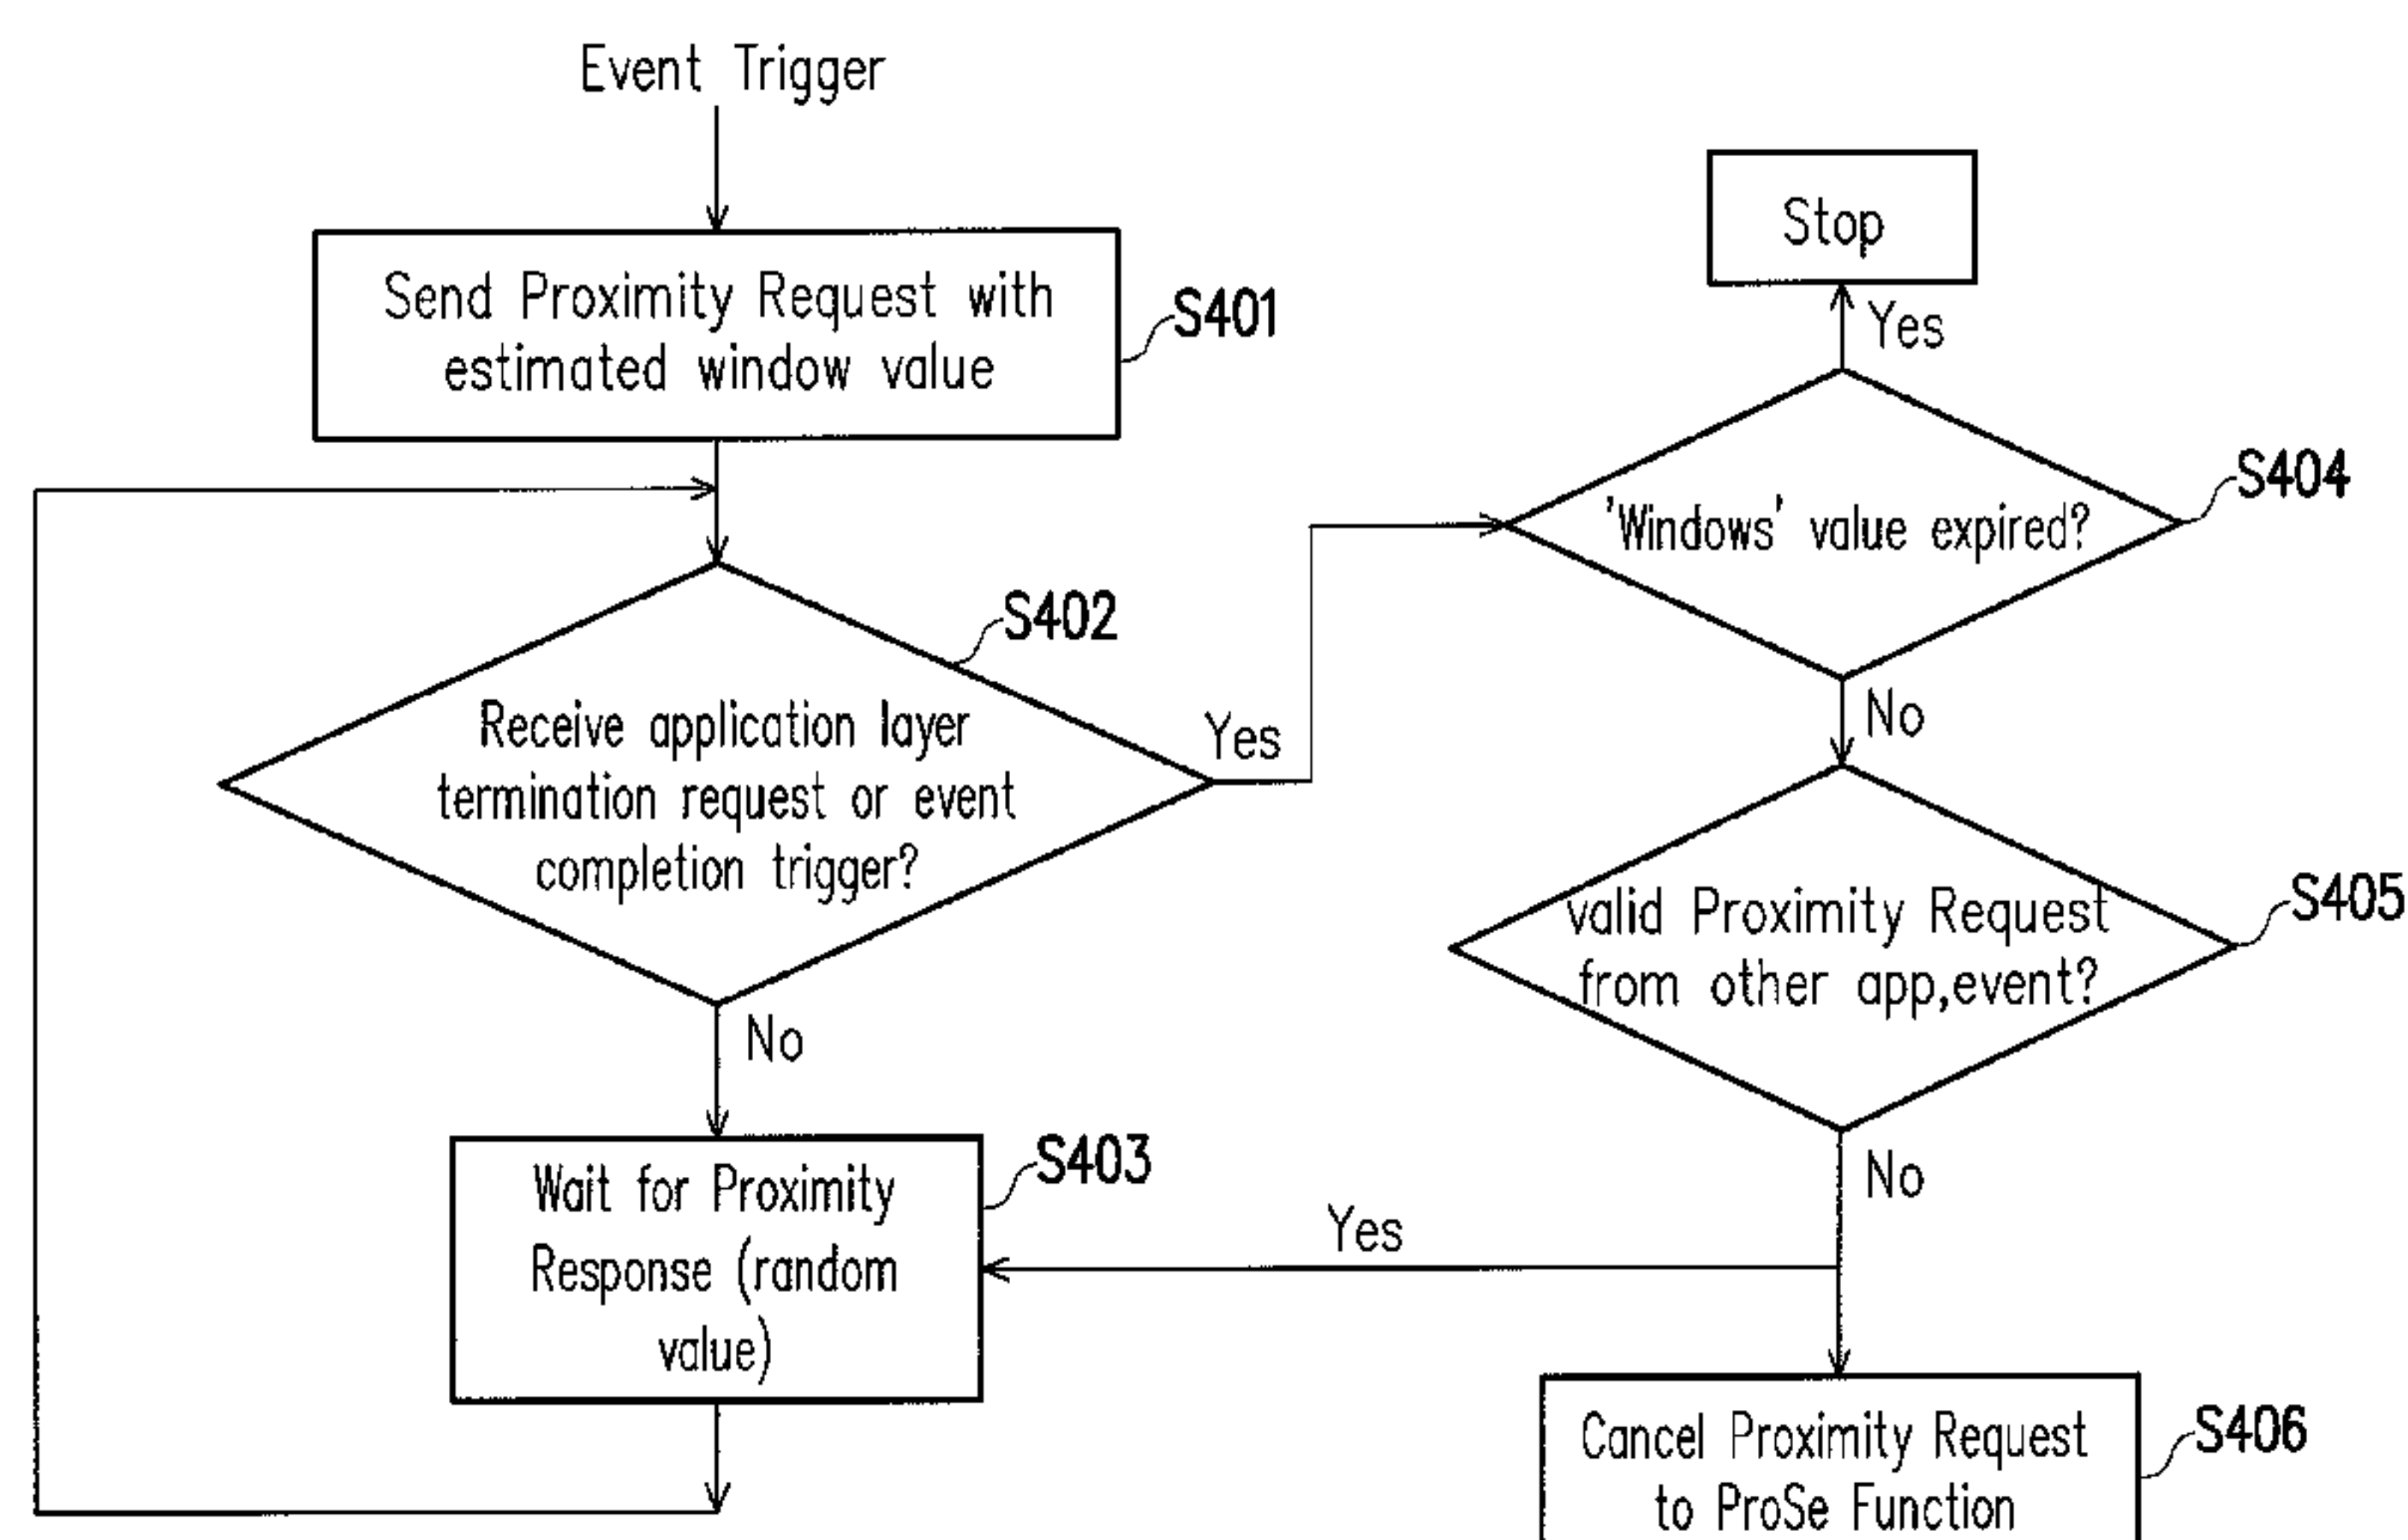 Event Trigger
Send Proximity Request with
estimated window value
S401
S402
Receive application layer
termination request or event
completion trigger?
Yes
No
Wait for Proximity
Response (random
value)
S403
Stop
Yes
'Windows' value expired?
S404
No
valid Proximity Request
from other app,event?
S405
No
Yes
Cancel Proximity Request
to ProSe Function
S406